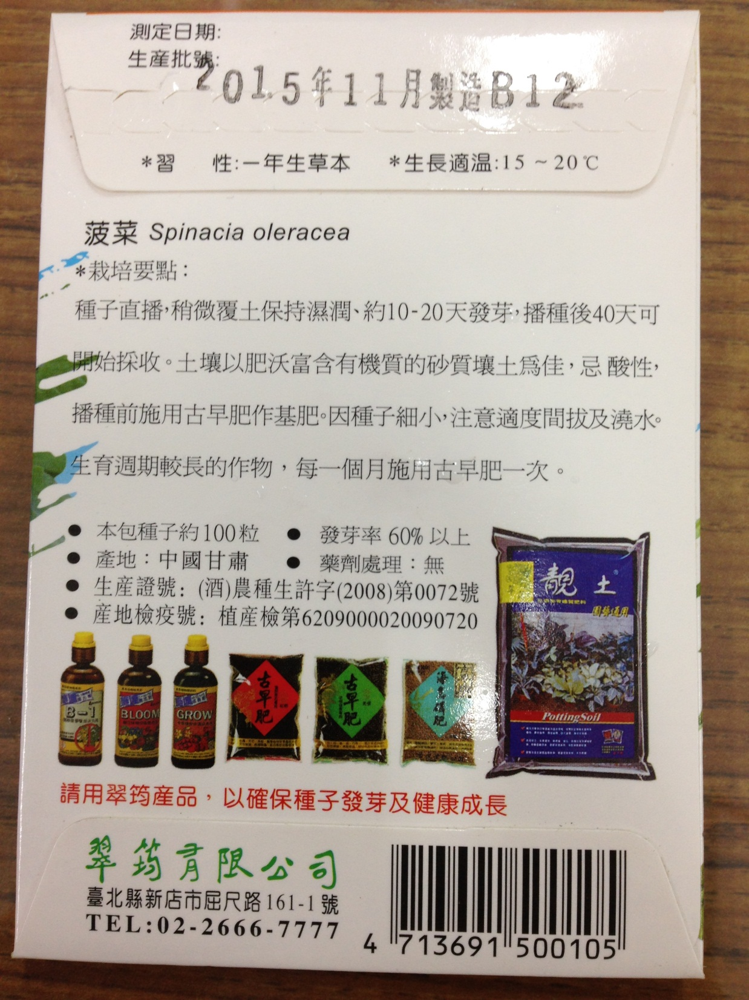 測定日期:
生産批號:
2015年11月製造B12
*習 性:一年生草本 *生長適温:15 ~ 20℃
菠菜 Spinacia oleracea
*栽培要點:
種子直播,稍微覆土保持濕潤、約10-20天發芽,播種後40天可
開始採收。土壤以肥沃富含有機質的砂質壤土爲佳,忌 酸性,
播種前施用古早肥作基肥。因種子細小,注意適度間拔及澆水。
生育週期較長的作物,每一個月施用古早肥一次。
● 本包種子約100粒 ● 發芽率 60% 以上
● 產地:中國甘肅 ● 藥劑處理:無
● 生産證號: (酒)農種生許字(2008)第0072號
● 産地檢疫號: 植産檢第6209000020090720
靚土®
園藝通用
PottingSoil
B-1
BLOOM
GROW
古早肥
古早肥
海鳥磷肥
請用翠筠產品,以確保種子發芽及健康成長
翠筠有限公司
臺北縣新店市屈尺路161-1號
TEL:02-2666-7777
4 713691 500105